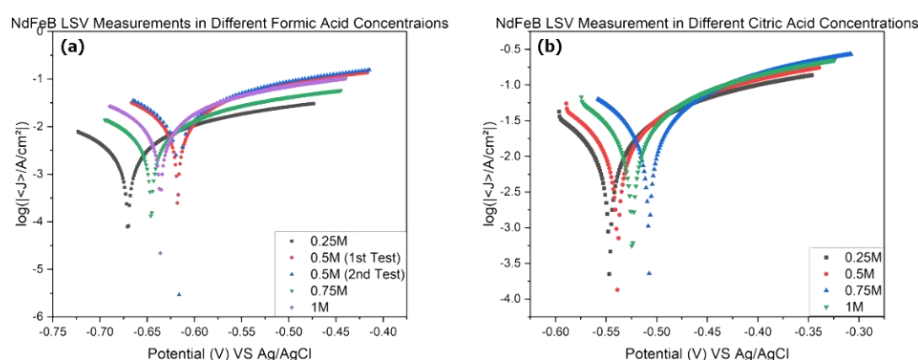 NdFeB LSV Measurements in Different Formic Acid Concentraions
(a)
0
-1
-2
-3
-4
-5
-6
log(|<J>/A/cm²|)
0.25M
0.5M (1st Test)
0.5M (2nd Test)
0.75M
1M
-0.75 -0.70 -0.65 -0.60 -0.55 -0.50 -0.45 -0.40
Potential (V) VS Ag/AgCl
NdFeB LSV Measurement in Different Citric Acid Concentrations
(b)
-0.5
-1.0
-1.5
-2.0
-2.5
-3.0
-3.5
-4.0
log(|<J>/A/cm²|)
0.25M
0.5M
0.75M
1M
-0.60 -0.55 -0.50 -0.45 -0.40 -0.35 -0.30
Potential (V) VS Ag/AgCl